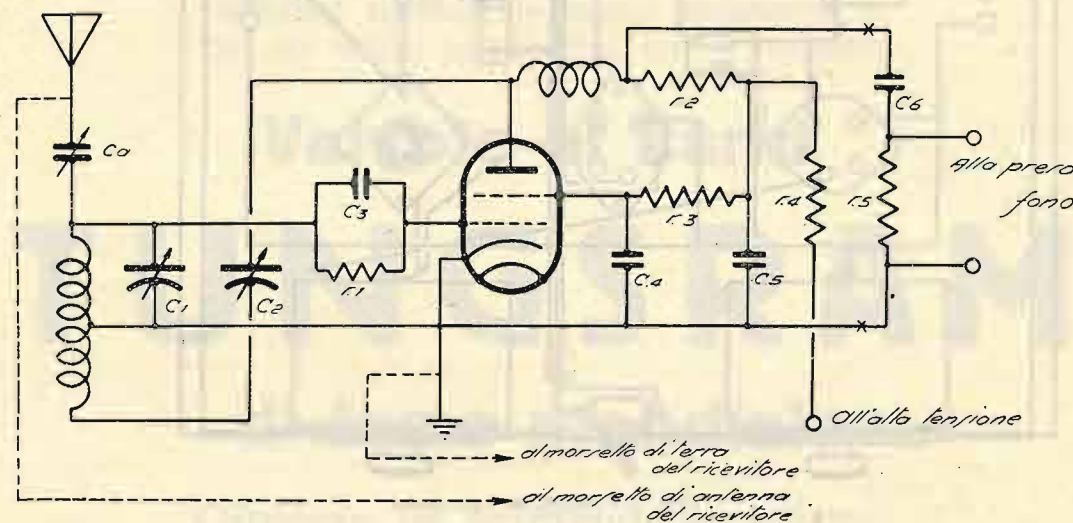 Ca
C1
C2
C3
r1
r2
r3
r4
r5
C4
C5
C6
Alla presa
fono
All'alta tensione
al morsetto di terra
del ricevitore
al morsetto di antenna
del ricevitore